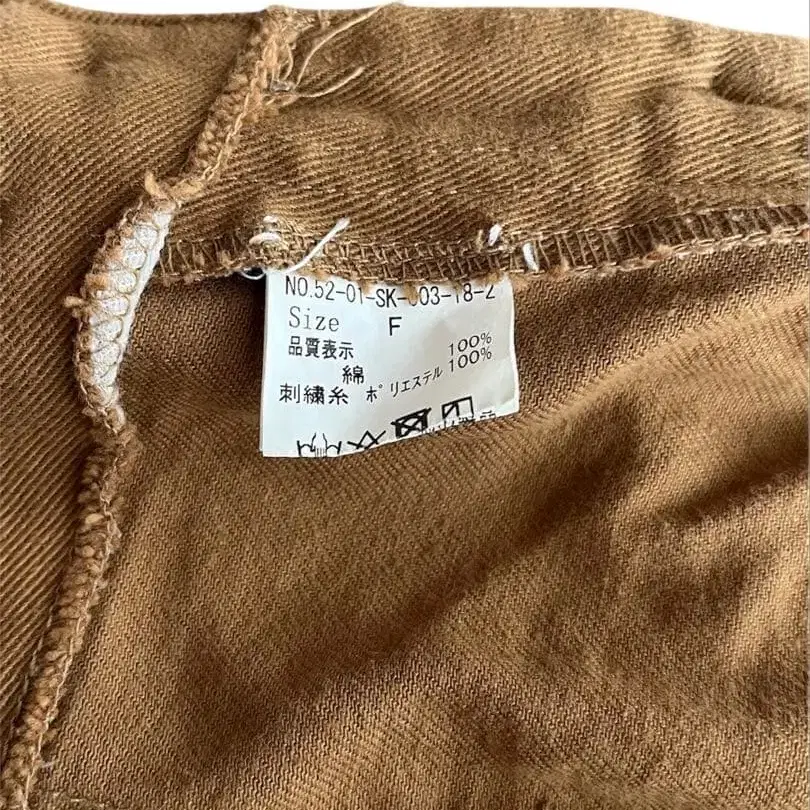 NO.52-01-SK-003-18-2
Size F
品質表示
綿 100%
刺繍糸 ポリエステル 100%